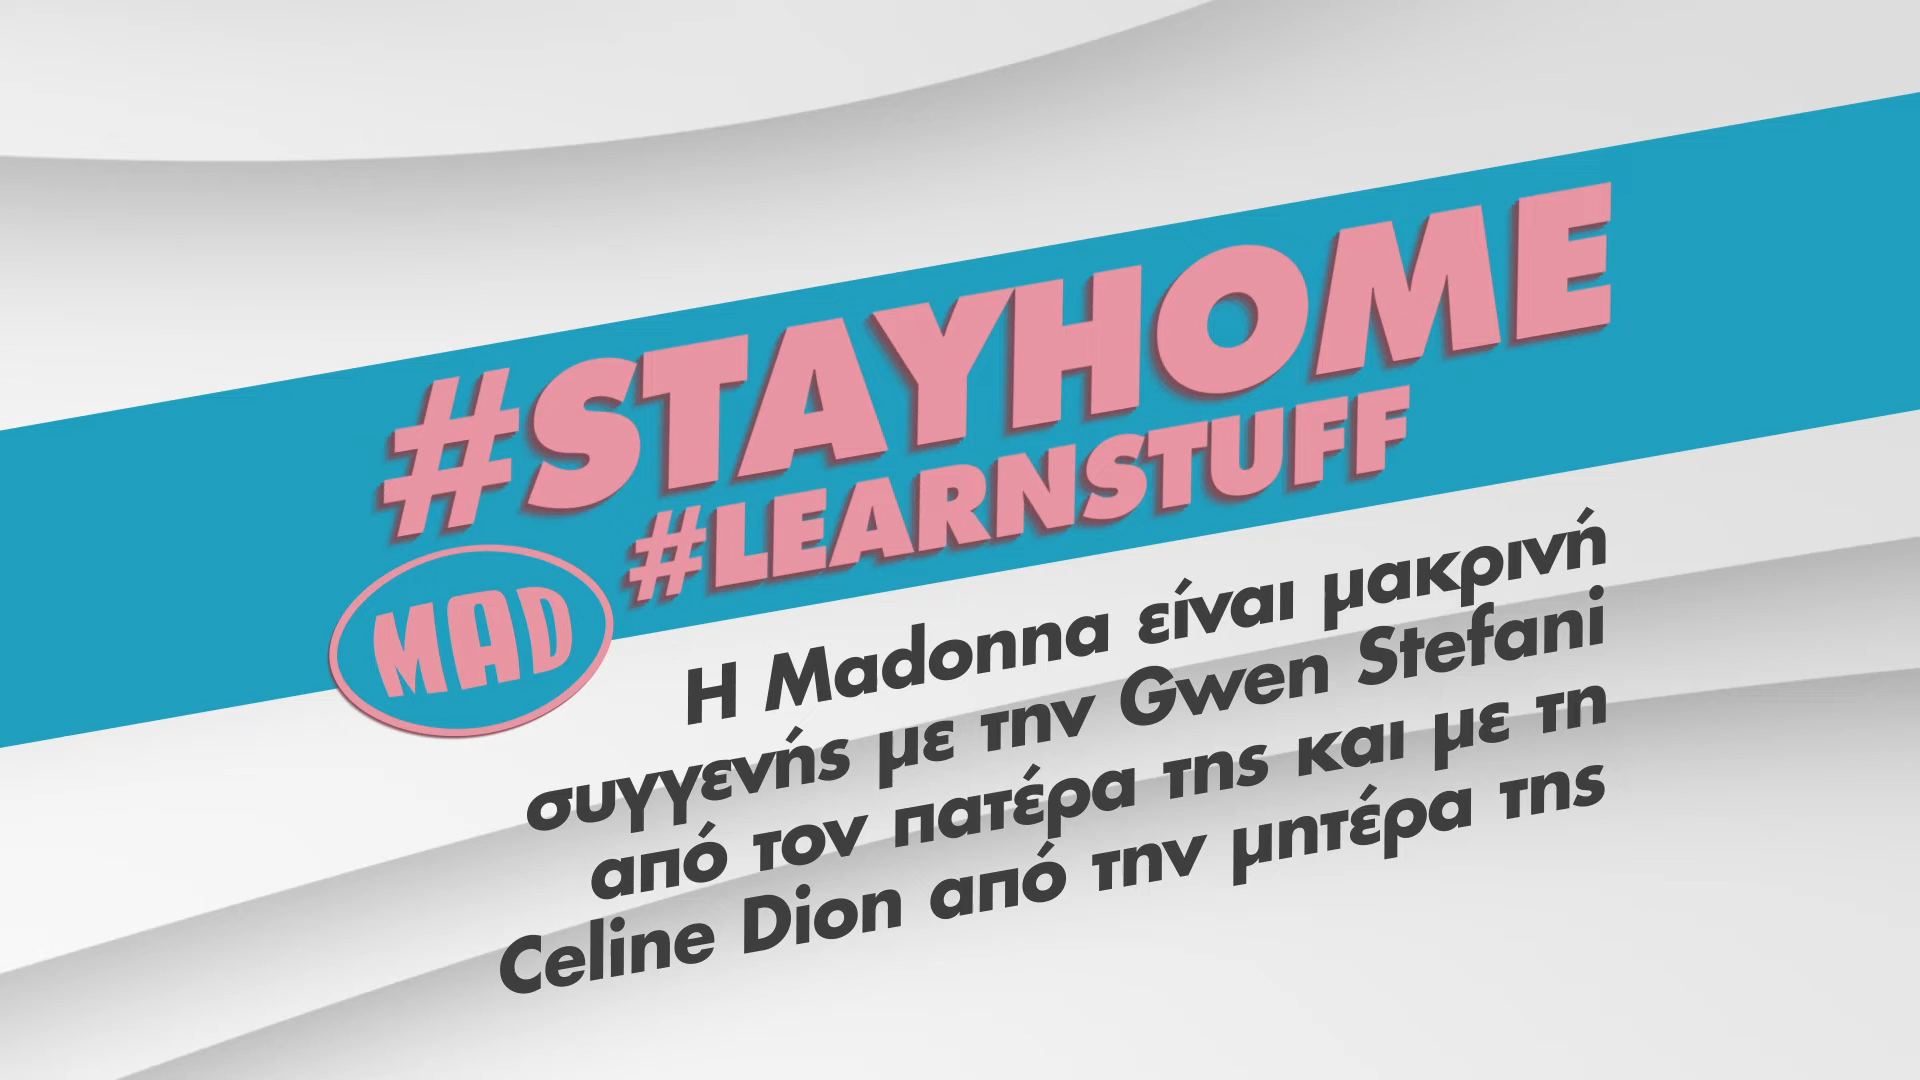 #STAYHOME
#LEARNSTUFF
MAD
Η Madonna είναι μακρινή
συγγενής με την Gwen Stefani
από τον πατέρα της και με τη
Celine Dion από την μητέρα της